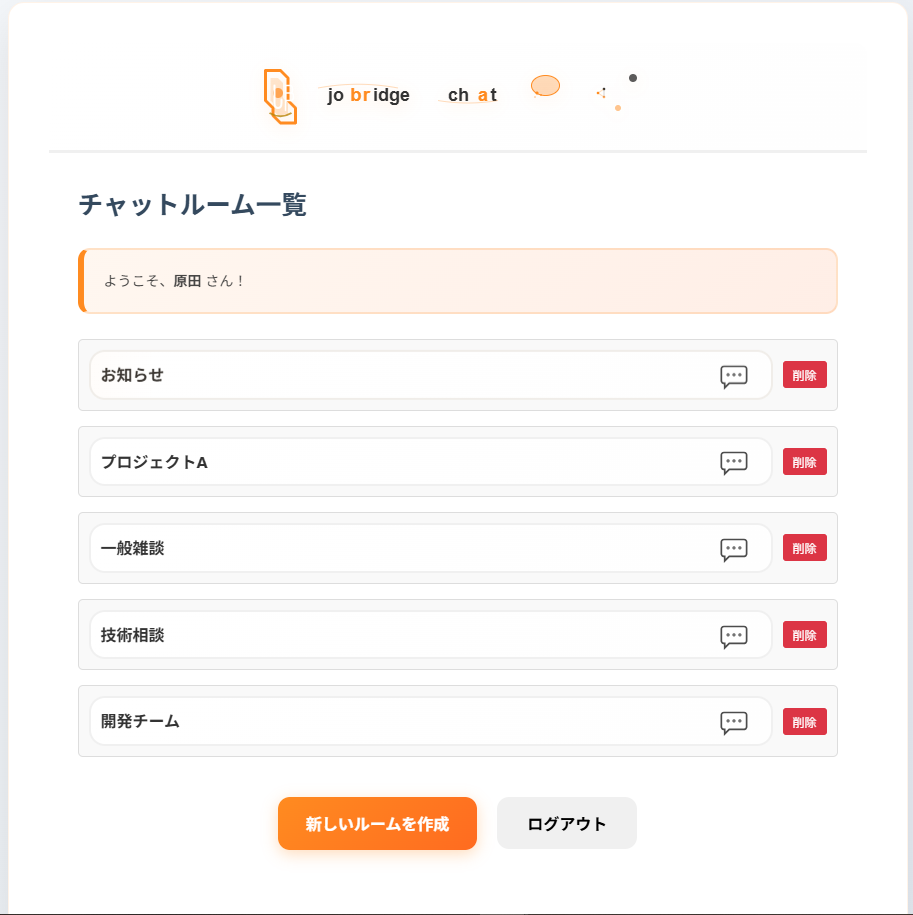 jo bridge chat
チャットルーム一覧
ようこそ、原田 さん！
お知らせ 削除
プロジェクトA 削除
一般雑談 削除
技術相談 削除
開発チーム 削除
新しいルームを作成 ログアウト